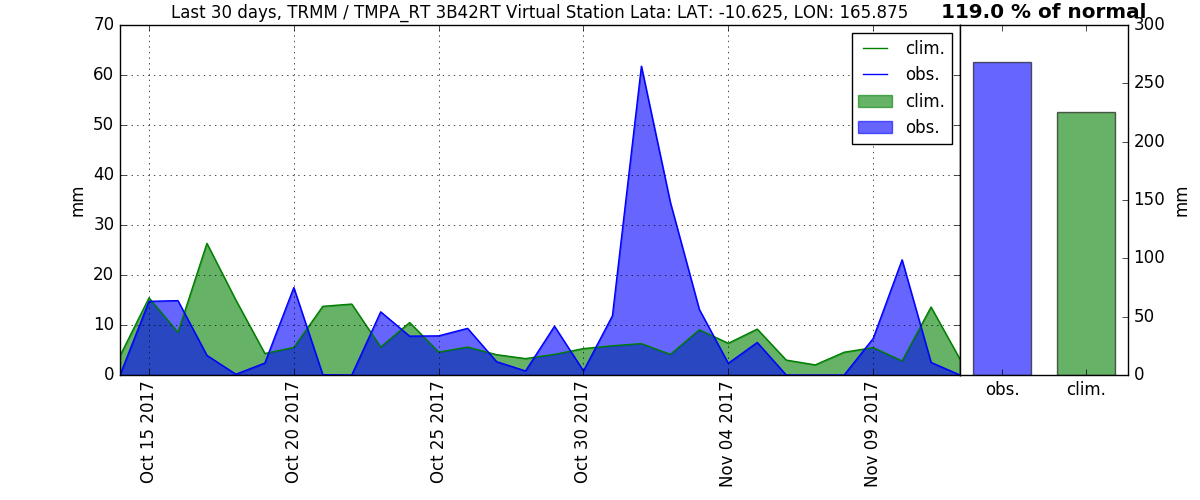 Last 30 days, TRMM / TMPA_RT 3B42RT Virtual Station Lata: LAT: -10.625, LON: 165.875
119.0 % of normal
70
60
50
40
30
20
10
0
mm
clim.
obs.
clim.
obs.
Oct 15 2017
Oct 20 2017
Oct 25 2017
Oct 30 2017
Nov 04 2017
Nov 09 2017
300
250
200
150
100
50
0
mm
obs.
clim.